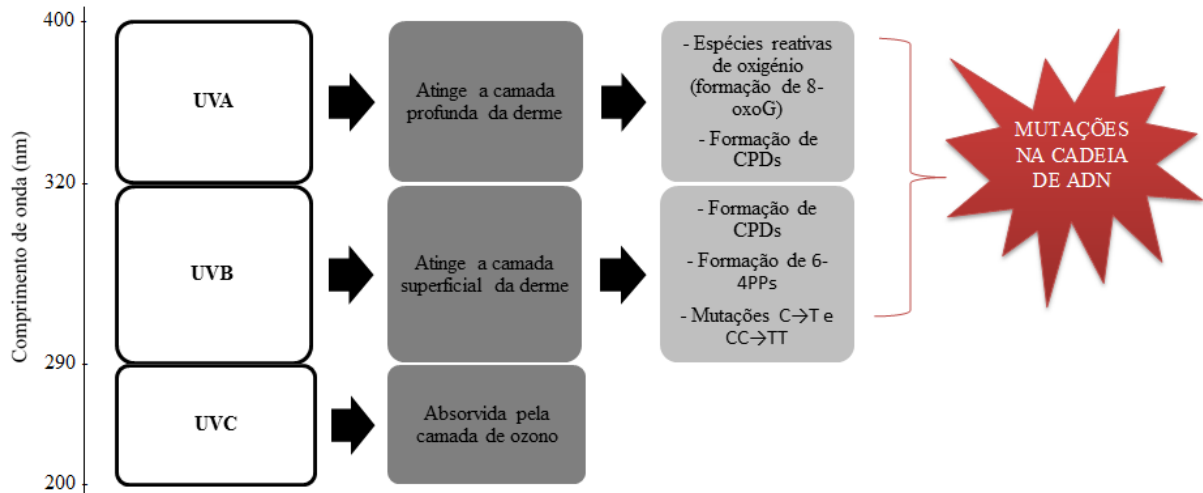 Comprimento de onda (nm)
400
320
290
200
UVA
Atinge a camada
profunda da derme
- Espécies reativas
de oxigénio
(formação de 8-
oxoG)
- Formação de
CPDs
UVB
Atinge a camada
superficial da derme
- Formação de
CPDs
- Formação de 6-
4PPs
- Mutações C→T e
CC→TT
UVC
Absorvida pela
camada de ozono
MUTAÇÕES
NA CADEIA
DE ADN